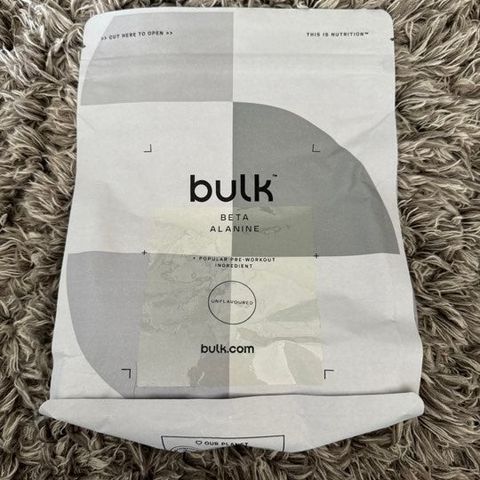 >> CUT HERE TO OPEN >>
THIS IS NUTRITION™
bulk™
BETA
ALANINE
+ POPULAR PRE-WORKOUT
INGREDIENT
UNFLAVOURED
bulk.com
OUR PLANET